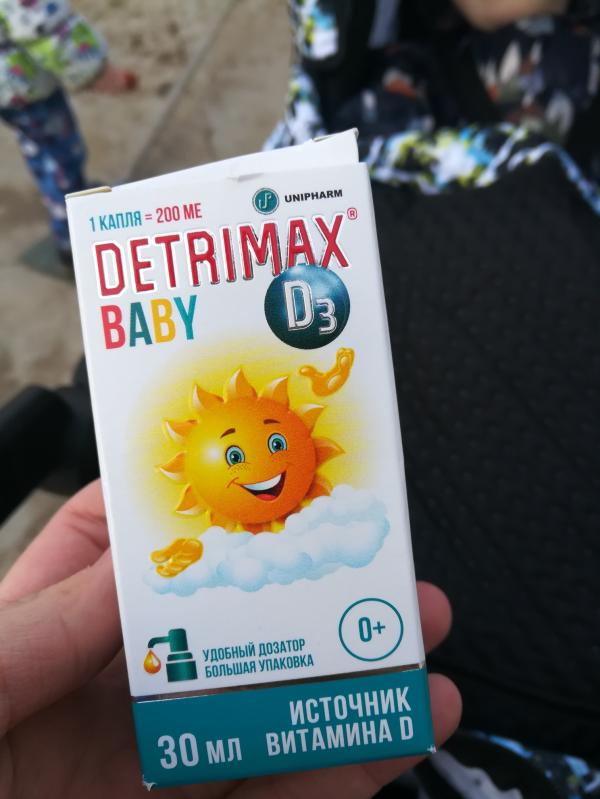 UNIPHARM
1 КАПЛЯ = 200 МЕ
DETRIMAX®
BABY
D3
0+
УДОБНЫЙ ДОЗАТОР
БОЛЬШАЯ УПАКОВКА
30 МЛ
ИСТОЧНИК
ВИТАМИНА D